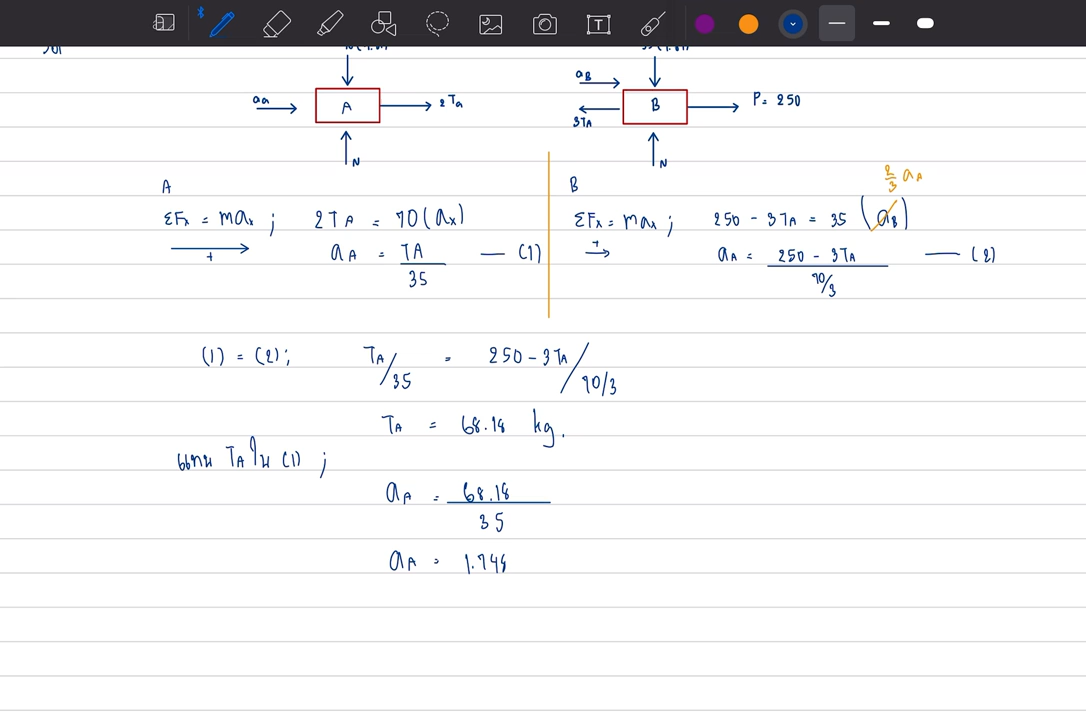 A
B
aa
2Ta
aB
3TA
P= 250
N
N
2/3 aA
A
ΣFx = max ; 2TA = 70(ax)
+
aA = TA/35 — (1)
B
ΣFx = max ; 250 - 3TA = 35 (aB)
+
aA = 250 - 3TA / 70/3 — (2)
(1) = (2); TA/35 = 250 - 3TA / 70/3
TA = 68.18 kg.
แทน TA ใน (1) ;
aA = 68.18/35
aA = 1.948